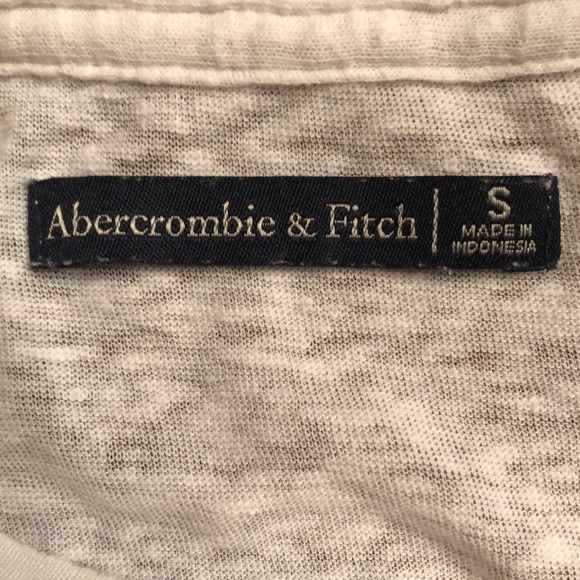 Abercrombie & Fitch | S
MADE IN
INDONESIA